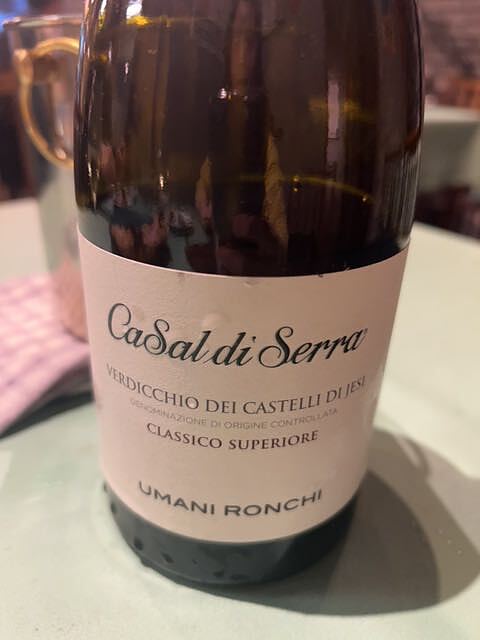 CaSal di Serra
VERDICCHIO DEI CASTELLI DI JESI
DENOMINAZIONE DI ORIGINE CONTROLLATA
CLASSICO SUPERIORE
UMANI RONCHI